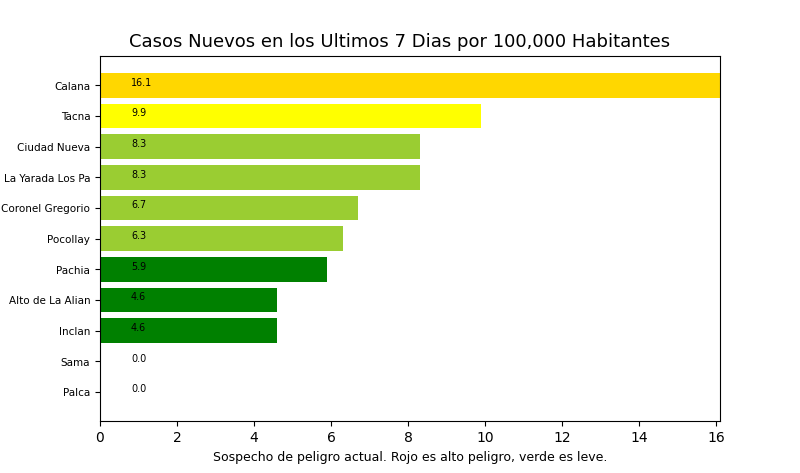 Casos Nuevos en los Ultimos 7 Dias por 100,000 Habitantes
Calana 16.1
Tacna 9.9
Ciudad Nueva 8.3
La Yarada Los Pa 8.3
Coronel Gregorio 6.7
Pocollay 6.3
Pachia 5.9
Alto de La Alian 4.6
Inclan 4.6
Sama 0.0
Palca 0.0
0 2 4 6 8 10 12 14 16
Sospecho de peligro actual. Rojo es alto peligro, verde es leve.